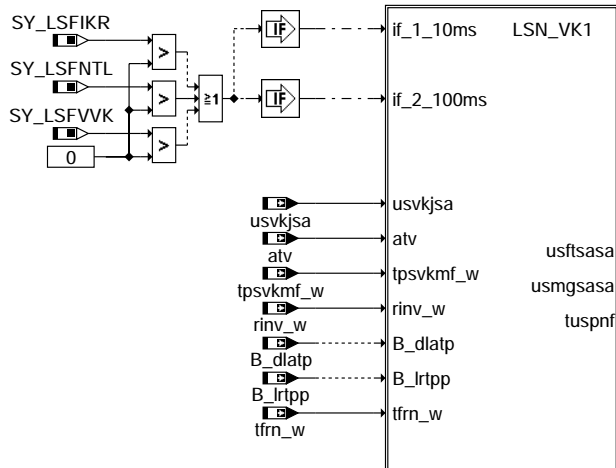 SY_LSFIKR
SY_LSFNTL
SY_LSFVVK
0
>
>
>
≥1
IF
IF
if_1_10ms
LSN_VK1
if_2_100ms
usvkjsa
usvkjsa
atv
atv
tpsvkmf_w
tpsvkmf_w
rinv_w
rinv_w
B_dlatp
B_dlatp
B_lrtpp
B_lrtpp
tfrn_w
tfrn_w
usftsasa
usmgsasa
tuspnf